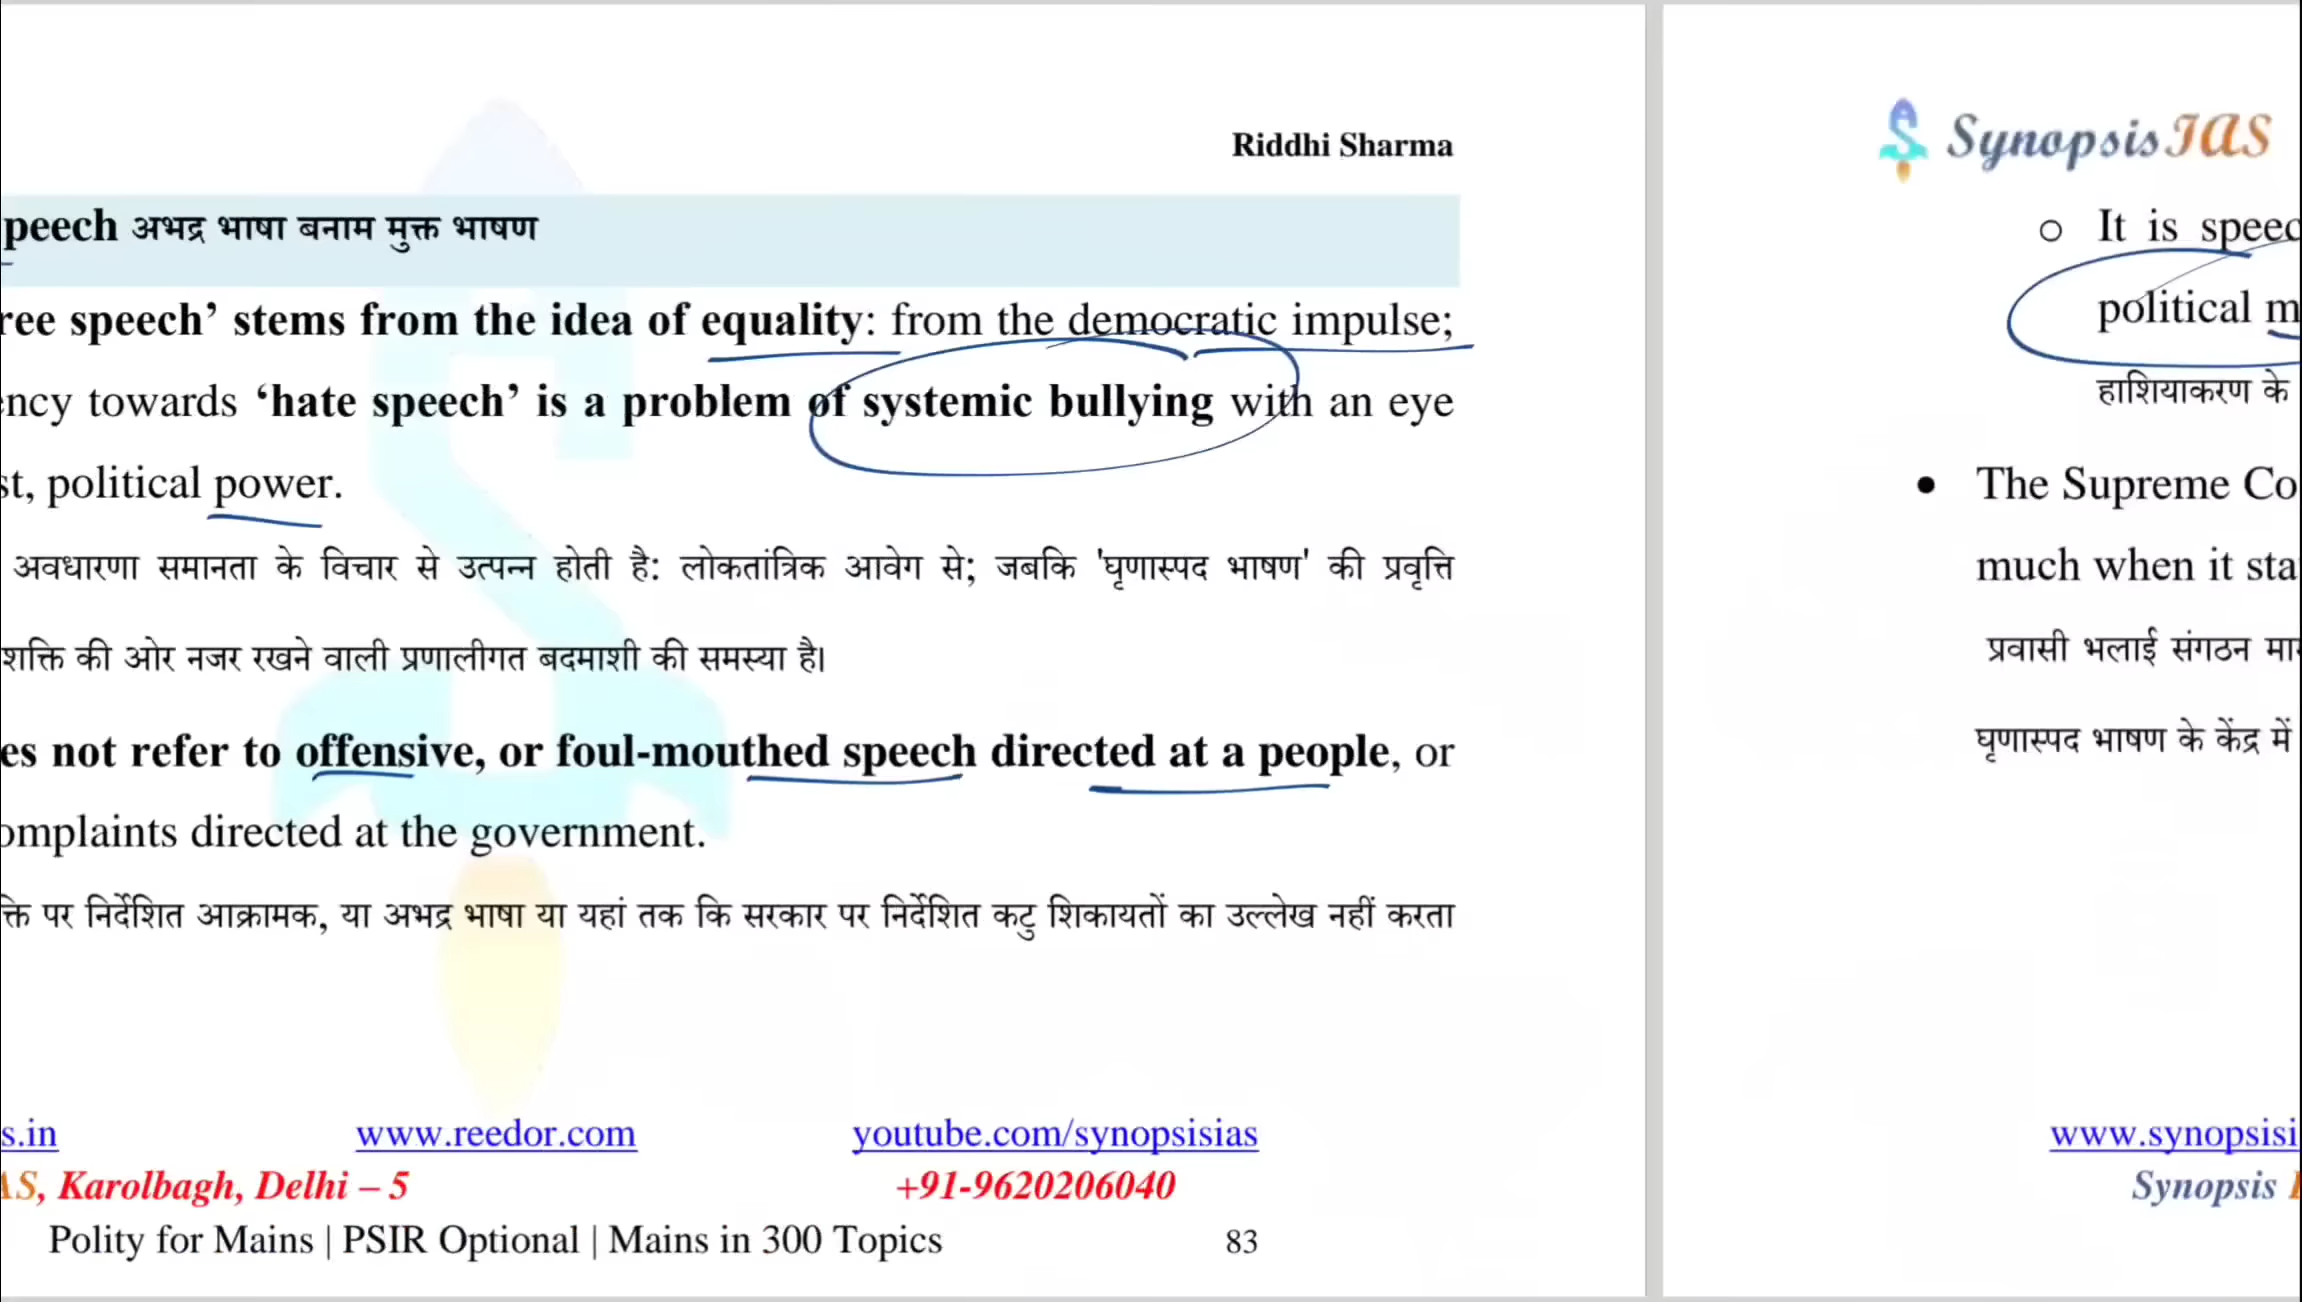 Riddhi Sharma
peech अभद्र भाषा बनाम मुक्त भाषण
ree speech’ stems from the idea of equality: from the democratic impulse;
ncy towards ‘hate speech’ is a problem of systemic bullying with an eye
st, political power.
अवधारणा समानता के विचार से उत्पन्न होती है: लोकतांत्रिक आवेग से; जबकि 'घृणास्पद भाषण' की प्रवृत्ति
शक्ति की ओर नजर रखने वाली प्रणालीगत बदमाशी की समस्या है।
es not refer to offensive, or foul-mouthed speech directed at a people, or
omplaints directed at the government.
क्ति पर निर्देशित आक्रामक, या अभद्र भाषा या यहां तक कि सरकार पर निर्देशित कटु शिकायतों का उल्लेख नहीं करता
s.in www.reedor.com youtube.com/synopsisias
AS, Karolbagh, Delhi – 5 +91-9620206040
Polity for Mains | PSIR Optional | Mains in 300 Topics 83
SynopsisIAS
o It is speec
political m
हाशियाकरण के
• The Supreme Co
much when it sta
प्रवासी भलाई संगठन
घृणास्पद भाषण के केंद्र में
www.synopsisi
Synopsis